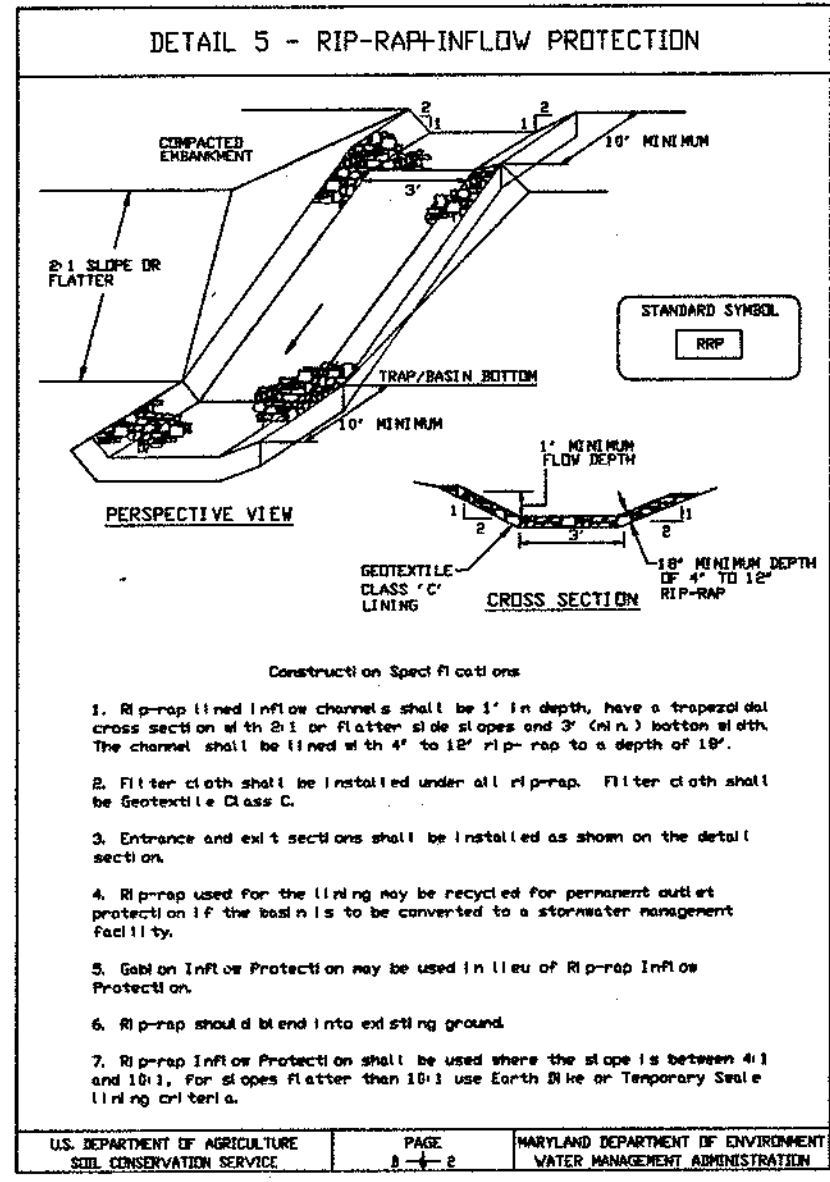 DETAIL 5 - RIP-RAP INFLOW PROTECTION
2
1
2
1
COMPACTED
EMBANKMENT
10' MINIMUM
3'
2:1 SLOPE OR
FLATTER
STANDARD SYMBOL
RRP
TRAP/BASIN BOTTOM
10' MINIMUM
PERSPECTIVE VIEW
1' MINIMUM
FLOW DEPTH
1
2
3'
1
2
GEOTEXTILE
CLASS 'C'
LINING
18" MINIMUM DEPTH
OF 4" TO 12"
RIP-RAP
CROSS SECTION
Construction Specifications
1. Rip-rap lined inflow channels shall be 1' in depth, have a trapezoidal
cross section with 2:1 or flatter side slopes and 3' (min.) bottom width.
The channel shall be lined with 4" to 12" rip-rap to a depth of 18".
2. Filter cloth shall be installed under all rip-rap. Filter cloth shall
be Geotextile Class C.
3. Entrance and exit sections shall be installed as shown on the detail
section.
4. Rip-rap used for the lining may be recycled for permanent outlet
protection if the basin is to be converted to a stormwater management
facility.
5. Gabion Inflow Protection may be used in lieu of Rip-rap Inflow
Protection.
6. Rip-rap should blend into existing ground.
7. Rip-rap Inflow Protection shall be used where the slope is between 4:1
and 10:1, for slopes flatter than 10:1 use Earth Dike or Temporary Swale
lining criteria.
U.S. DEPARTMENT OF AGRICULTURE
SOIL CONSERVATION SERVICE
PAGE
MARYLAND DEPARTMENT OF ENVIRONMENT
WATER MANAGEMENT ADMINISTRATION